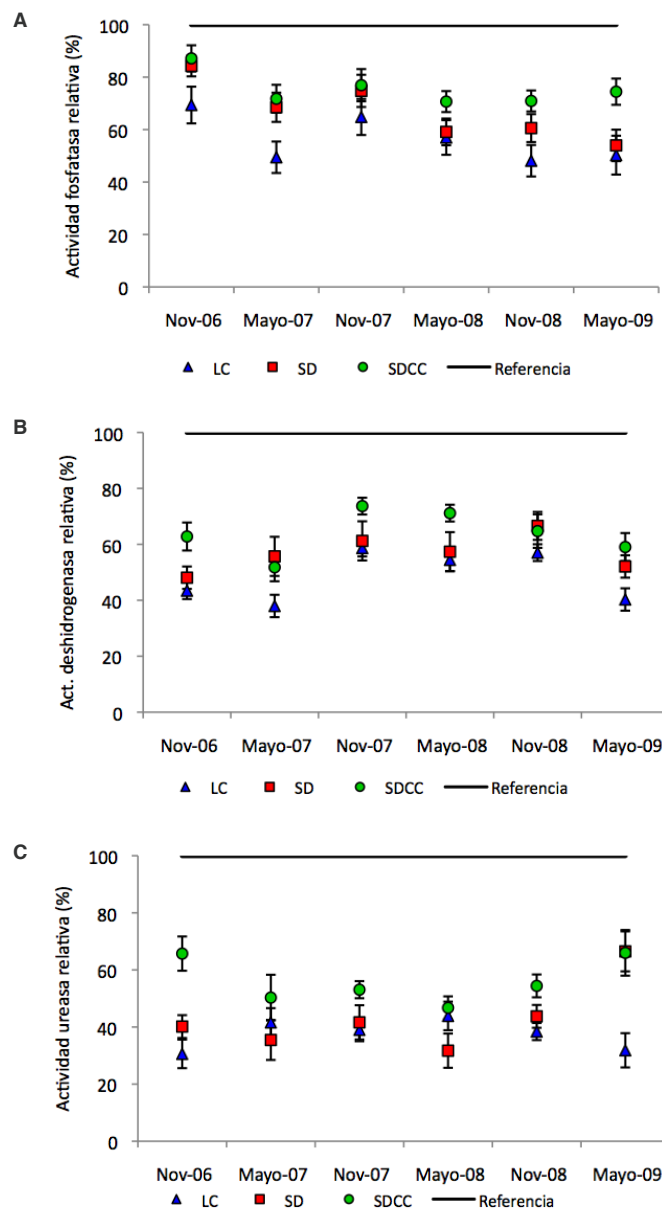 A
Actividad fosfatasa relativa (%)
100
80
60
40
20
0
Nov-06 Mayo-07 Nov-07 Mayo-08 Nov-08 Mayo-09
LC SD SDCC Referencia
B
Act. deshidrogenasa relativa (%)
100
80
60
40
20
0
Nov-06 Mayo-07 Nov-07 Mayo-08 Nov-08 Mayo-09
LC SD SDCC Referencia
C
Actividad ureasa relativa (%)
100
80
60
40
20
0
Nov-06 Mayo-07 Nov-07 Mayo-08 Nov-08 Mayo-09
LC SD SDCC Referencia